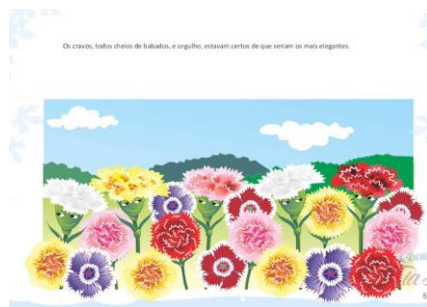 Os cravos, todos cheios de babados, e orgulho, estavam certos de que seriam os mais elegantes.